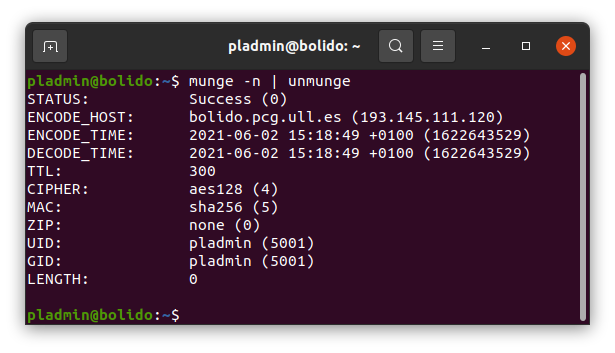 pladmin@bolido: ~
pladmin@bolido:~$ munge -n | unmunge
STATUS:           Success (0)
ENCODE_HOST:      bolido.pcg.ull.es (193.145.111.120)
ENCODE_TIME:      2021-06-02 15:18:49 +0100 (1622643529)
DECODE_TIME:      2021-06-02 15:18:49 +0100 (1622643529)
TTL:              300
CIPHER:           aes128 (4)
MAC:              sha256 (5)
ZIP:              none (0)
UID:              pladmin (5001)
GID:              pladmin (5001)
LENGTH:           0
pladmin@bolido:~$